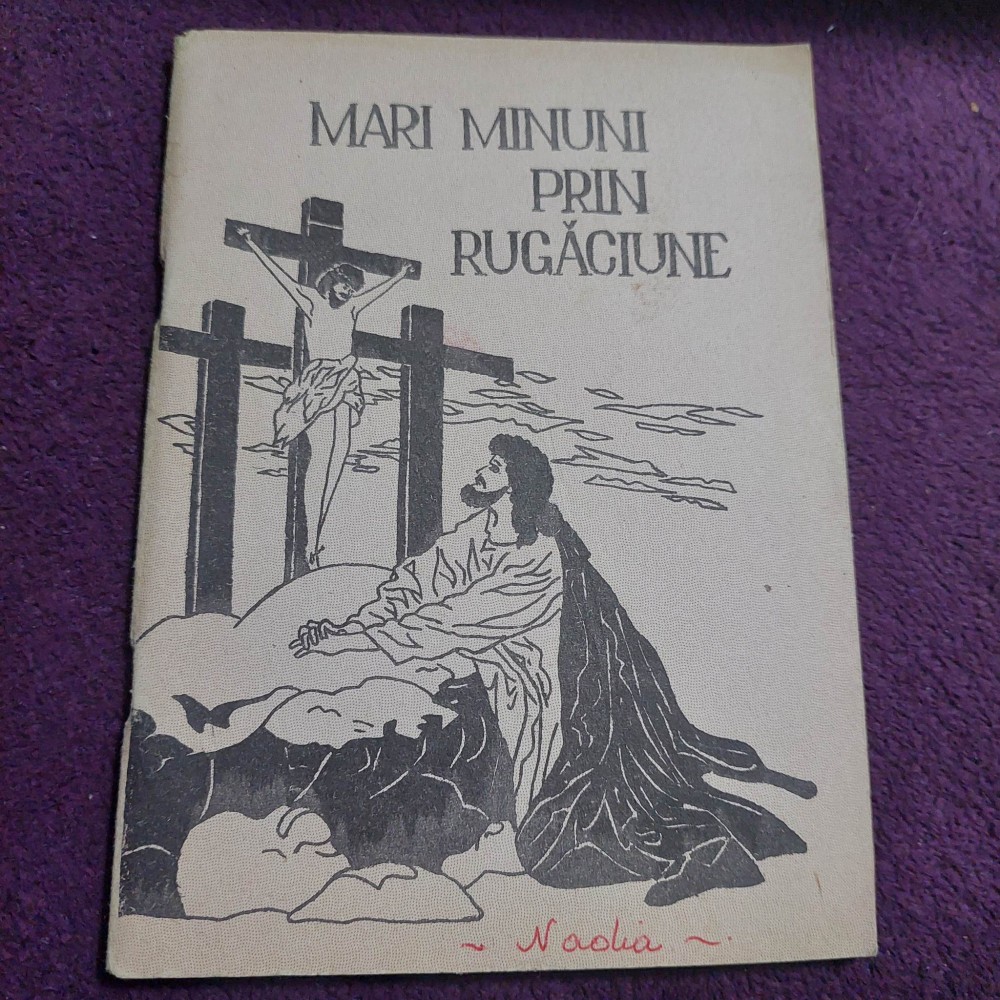 MARI MINUNI
PRIN
RUGĂCIUNE
~ Nadia ~.